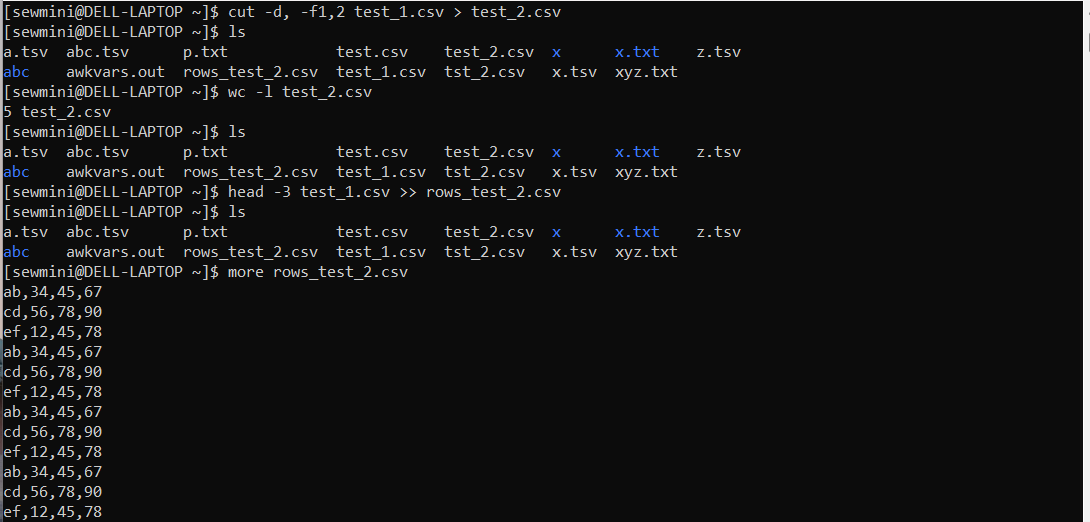 [sewmini@DELL-LAPTOP ~]$ cut -d, -f1,2 test_1.csv > test_2.csv
[sewmini@DELL-LAPTOP ~]$ ls
a.tsv  abc.tsv      p.txt            test.csv    test_2.csv  x      x.txt    z.tsv
abc    awkvars.out  rows_test_2.csv  test_1.csv  tst_2.csv   x.tsv  xyz.txt
[sewmini@DELL-LAPTOP ~]$ wc -l test_2.csv
5 test_2.csv
[sewmini@DELL-LAPTOP ~]$ ls
a.tsv  abc.tsv      p.txt            test.csv    test_2.csv  x      x.txt    z.tsv
abc    awkvars.out  rows_test_2.csv  test_1.csv  tst_2.csv   x.tsv  xyz.txt
[sewmini@DELL-LAPTOP ~]$ head -3 test_1.csv >> rows_test_2.csv
[sewmini@DELL-LAPTOP ~]$ ls
a.tsv  abc.tsv      p.txt            test.csv    test_2.csv  x      x.txt    z.tsv
abc    awkvars.out  rows_test_2.csv  test_1.csv  tst_2.csv   x.tsv  xyz.txt
[sewmini@DELL-LAPTOP ~]$ more rows_test_2.csv
ab,34,45,67
cd,56,78,90
ef,12,45,78
ab,34,45,67
cd,56,78,90
ef,12,45,78
ab,34,45,67
cd,56,78,90
ef,12,45,78
ab,34,45,67
cd,56,78,90
ef,12,45,78